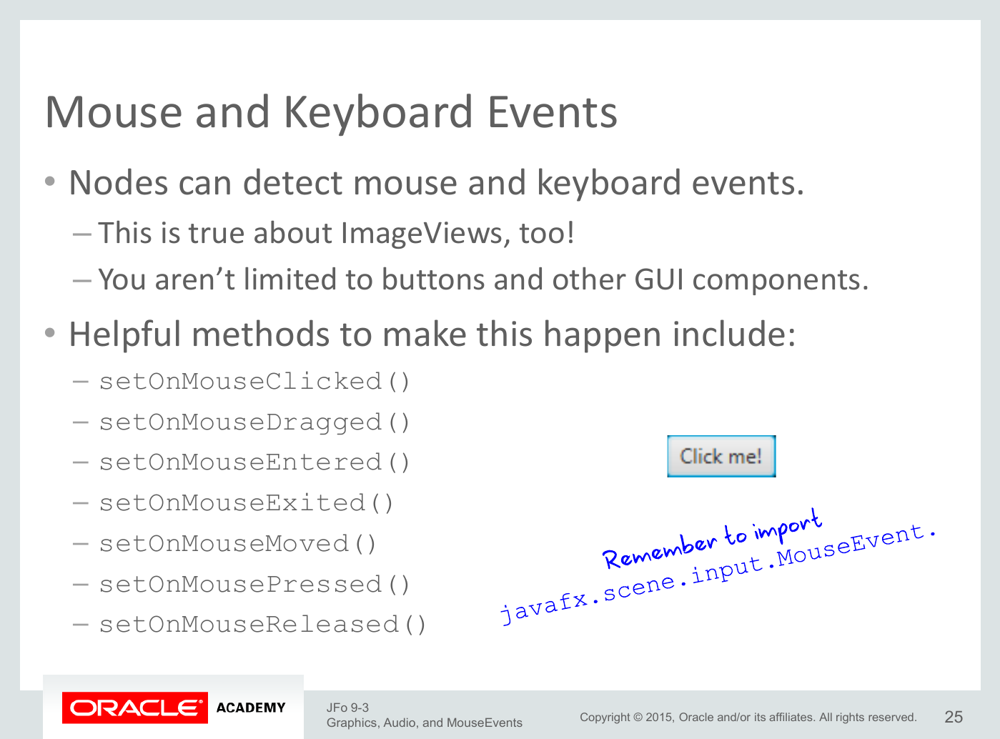 Mouse and Keyboard Events
• Nodes can detect mouse and keyboard events.
– This is true about ImageViews, too!
– You aren’t limited to buttons and other GUI components.
• Helpful methods to make this happen include:
– setOnMouseClicked()
– setOnMouseDragged()
– setOnMouseEntered()
– setOnMouseExited()
– setOnMouseMoved()
– setOnMousePressed()
– setOnMouseReleased()
Click me!
Remember to import
javafx.scene.input.MouseEvent.
ORACLE® ACADEMY
JFo 9-3
Graphics, Audio, and MouseEvents
Copyright © 2015, Oracle and/or its affiliates. All rights reserved.
25